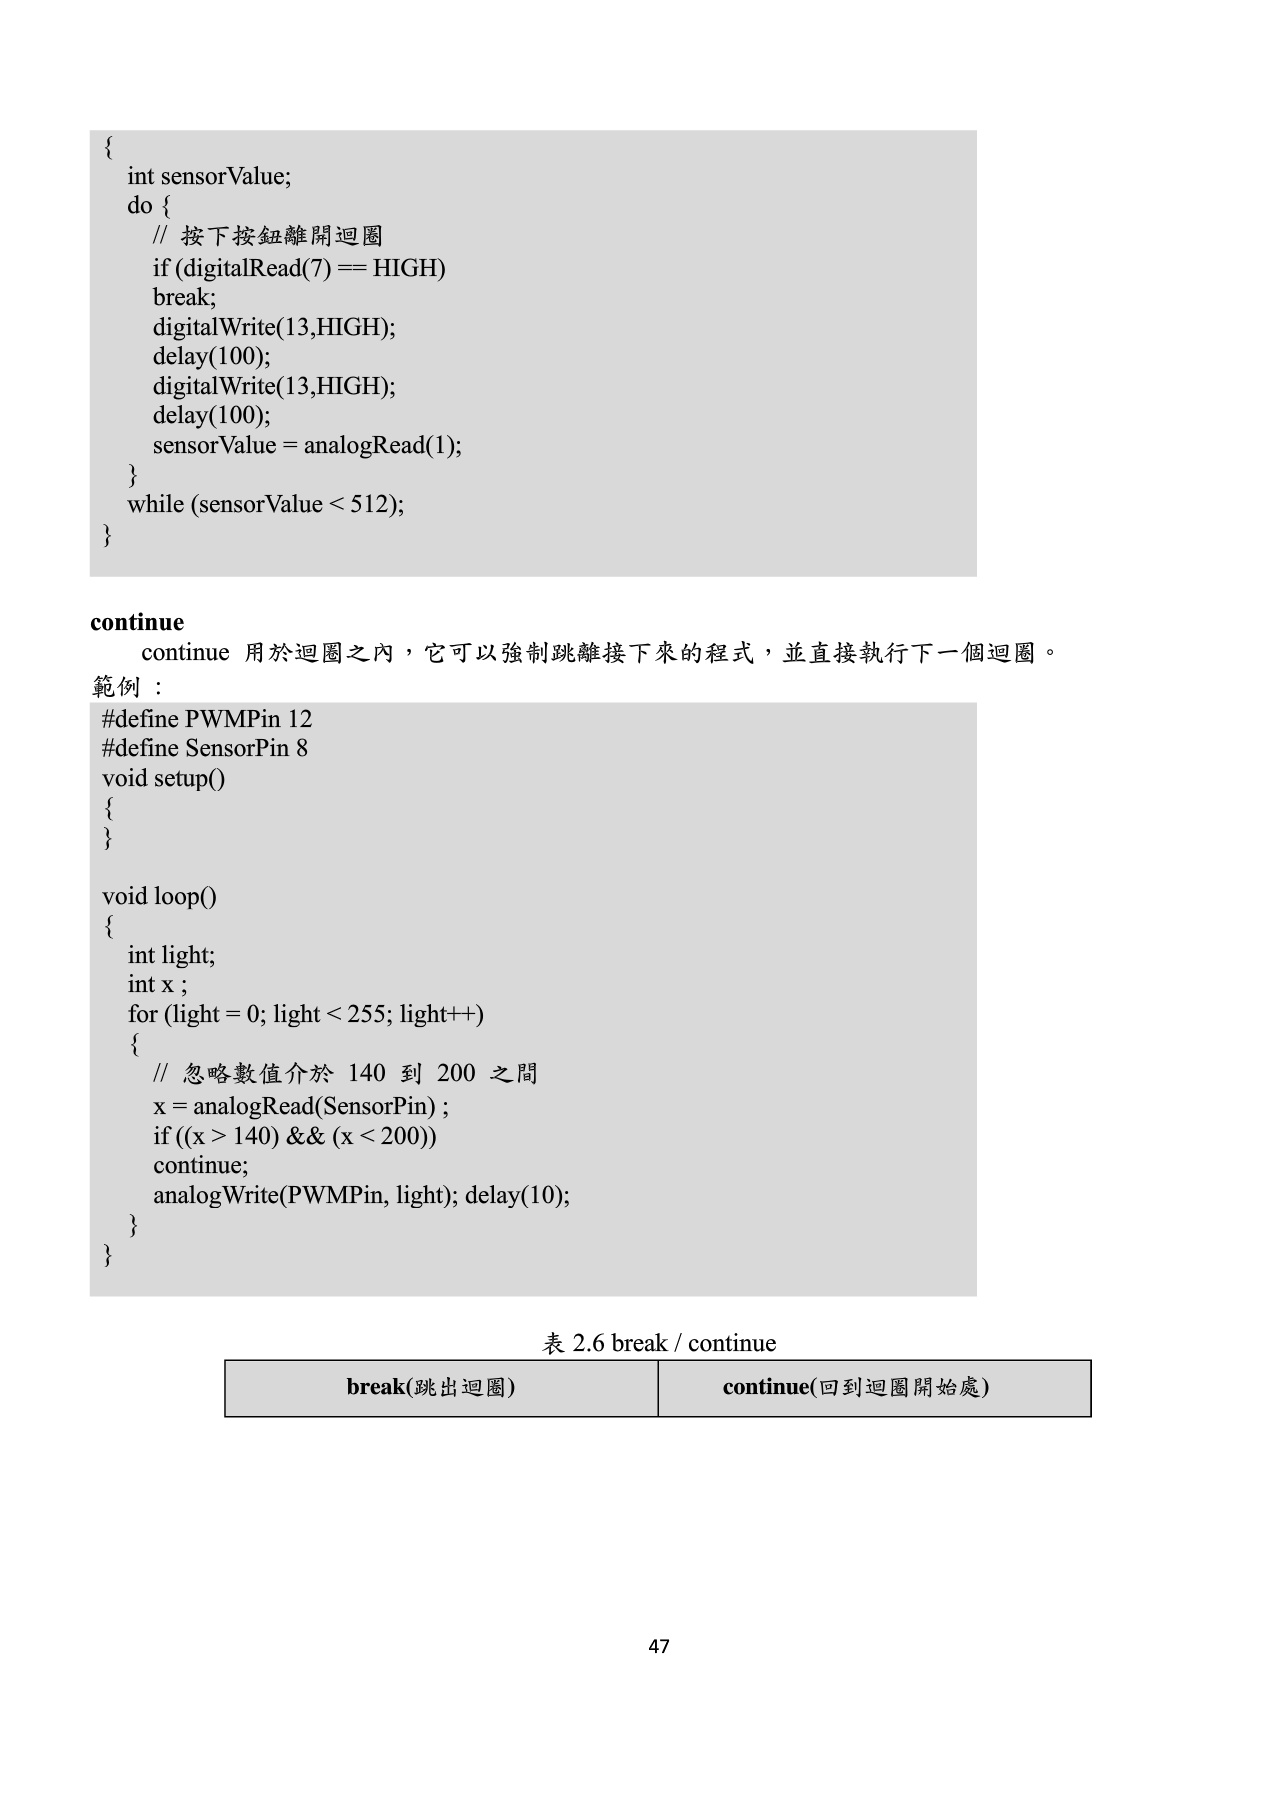 {
int sensorValue;
do {
// 按下按鈕離開迴圈
if (digitalRead(7) == HIGH)
break;
digitalWrite(13,HIGH);
delay(100);
digitalWrite(13,HIGH);
delay(100);
sensorValue = analogRead(1);
}
while (sensorValue < 512);
}
continue
continue 用於迴圈之內，它可以強制跳離接下來的程式，並直接執行下一個迴圈。
範例：
#define PWMPin 12
#define SensorPin 8
void setup()
{
}
void loop()
{
int light;
int x ;
for (light = 0; light < 255; light++)
{
// 忽略數值介於 140 到 200 之間
x = analogRead(SensorPin) ;
if ((x > 140) && (x < 200))
continue;
analogWrite(PWMPin, light); delay(10);
}
}
表 2.6 break / continue
break(跳出迴圈) continue(回到迴圈開始處)
47